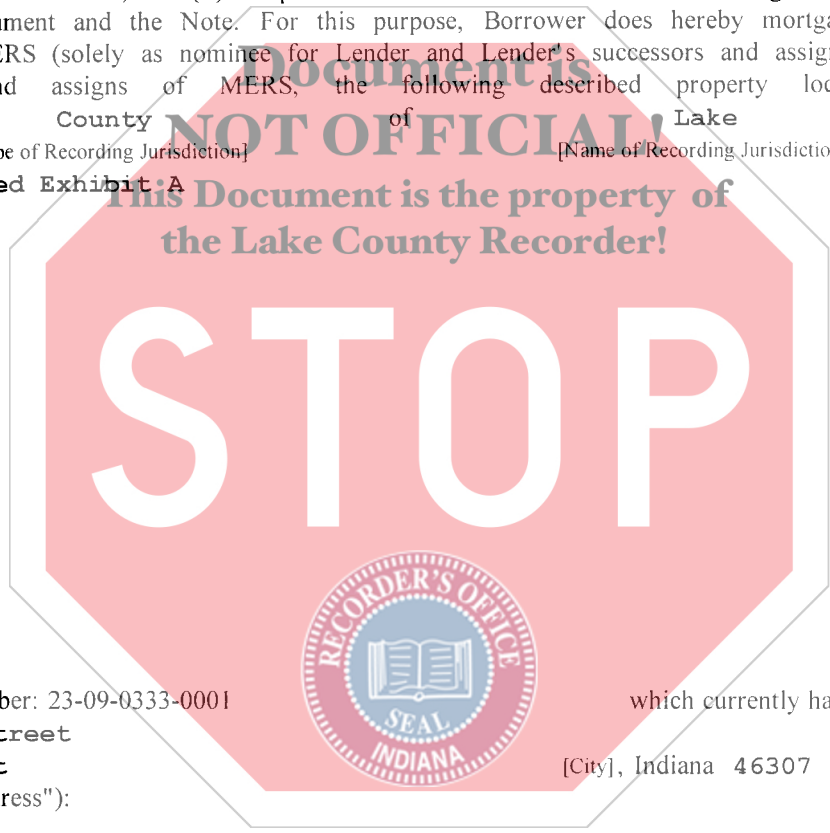 ument and the Note. For this purpose, Borrower does hereby mortga
ERS (solely as nominee for Lender and Lender's successors and assign
Document is
nd assigns of MERS, the following described property loc
County of Lake
NOT OFFICIAL!
pe of Recording Jurisdiction] [Name of Recording Jurisdictio
ed Exhibit A
This Document is the property of
the Lake County Recorder!
STOP
RECORDER'S OFFICE
SEAL
INDIANA
ber: 23-09-0333-0001 which currently ha
treet
t [City], Indiana 46307
ress"):